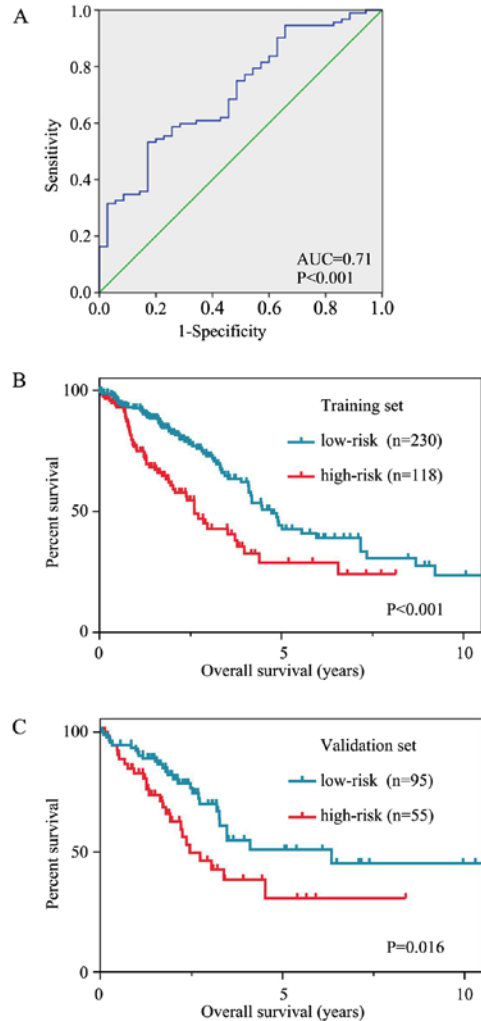 A
1.0
0.8
0.6
0.4
0.2
0.0
Sensitivity
AUC=0.71
P<0.001
0.0 0.2 0.4 0.6 0.8 1.0
1-Specificity
B
100
50
0
Percent survival
Training set
low-risk (n=230)
high-risk (n=118)
P<0.001
0 5 10
Overall survival (years)
C
100
50
0
Percent survival
Validation set
low-risk (n=95)
high-risk (n=55)
P=0.016
0 5 10
Overall survival (years)